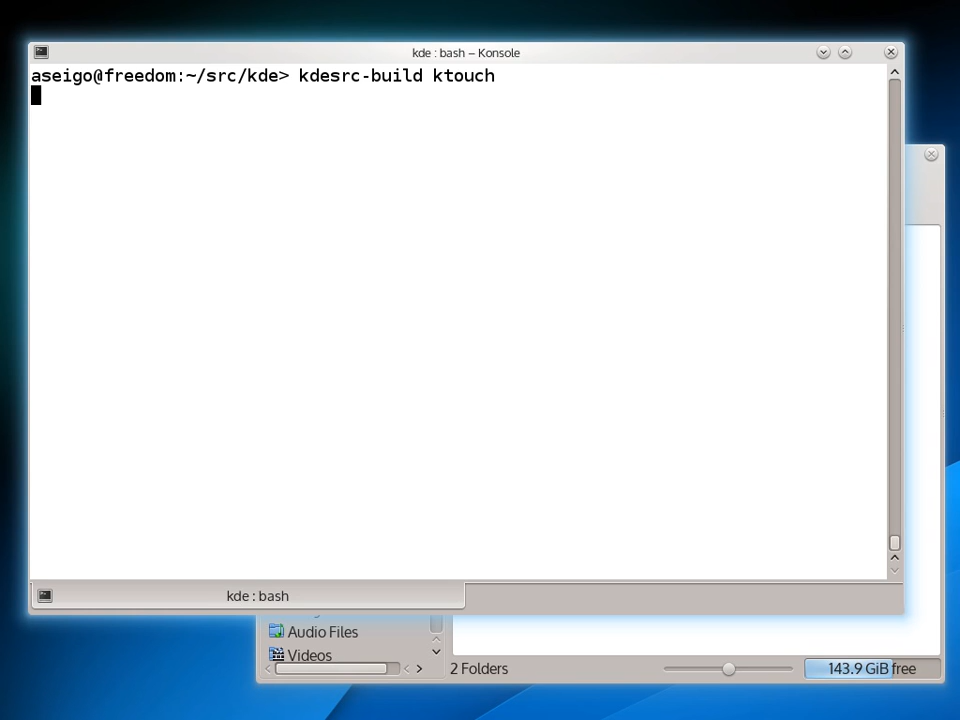 kde : bash – Konsole
aseigo@freedom:~/src/kde> kdesrc-build ktouch
kde : bash
Audio Files
Videos
2 Folders
143.9 GiB free